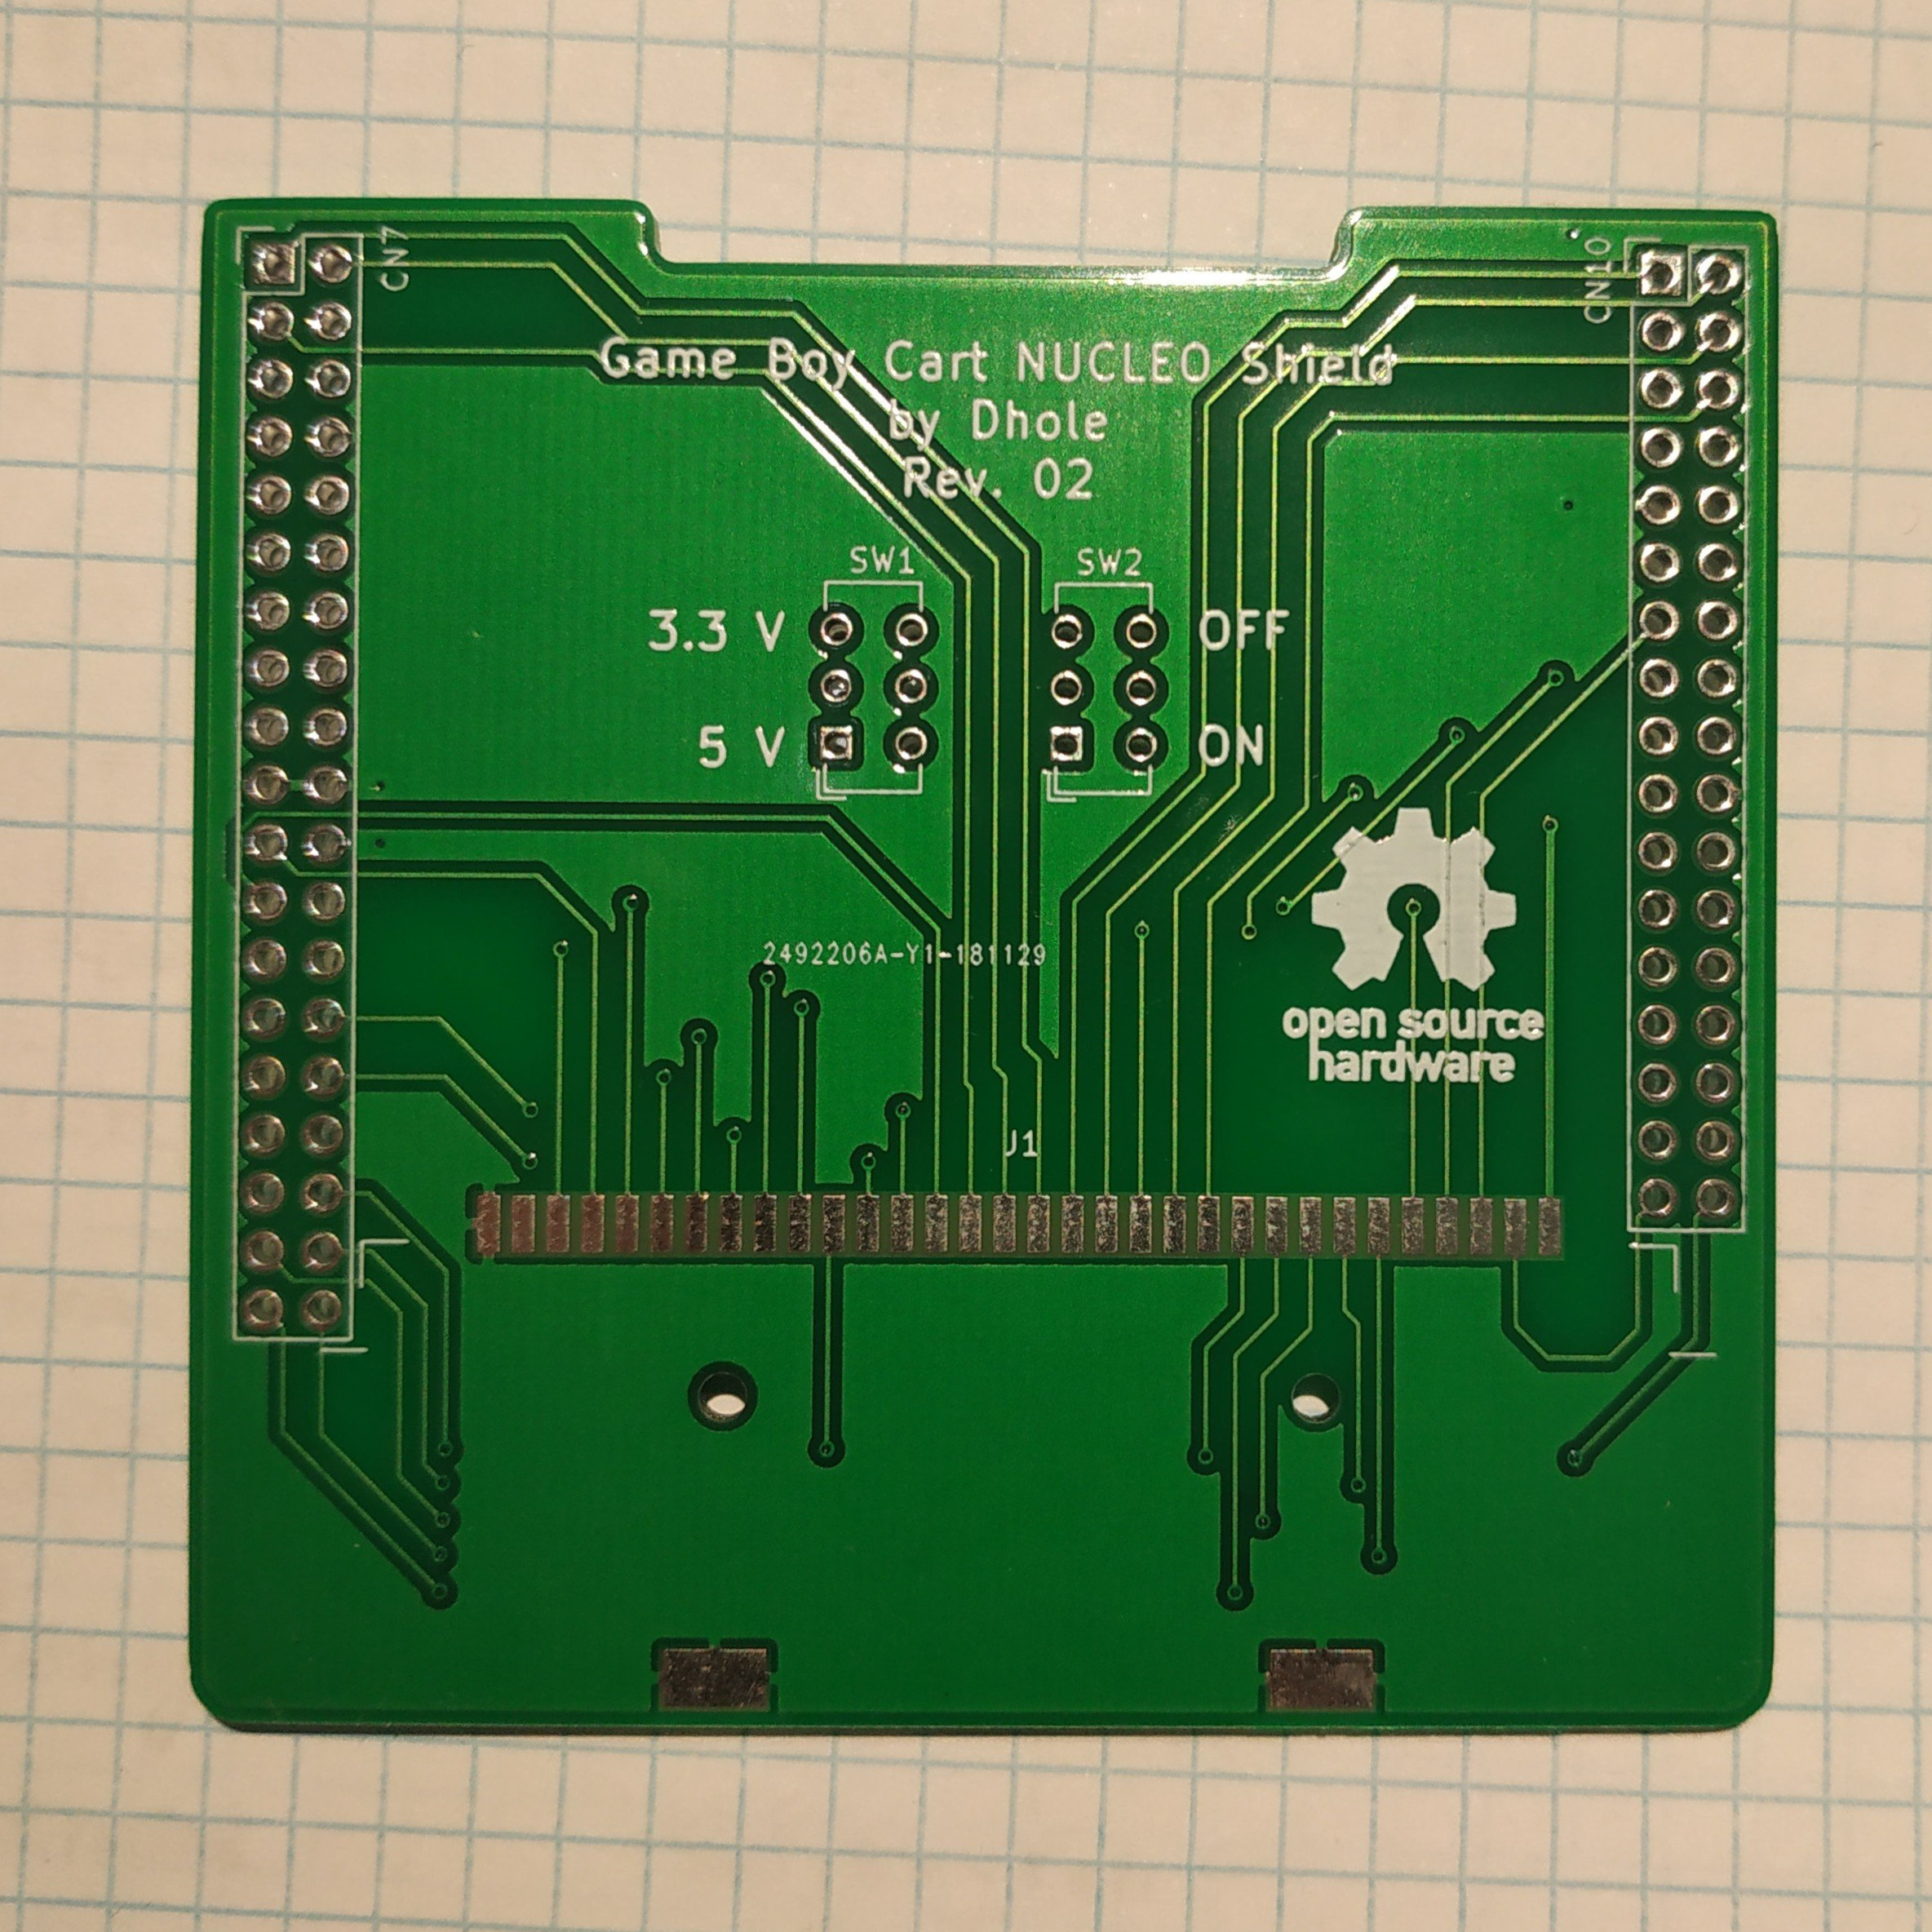 CN7
CN10
Game Boy Cart NUCLEO Shield
by Dhole
Rev. 02
SW1
SW2
3.3 V
OFF
5 V
ON
2492206A-Y1-181129
open source
hardware
J1